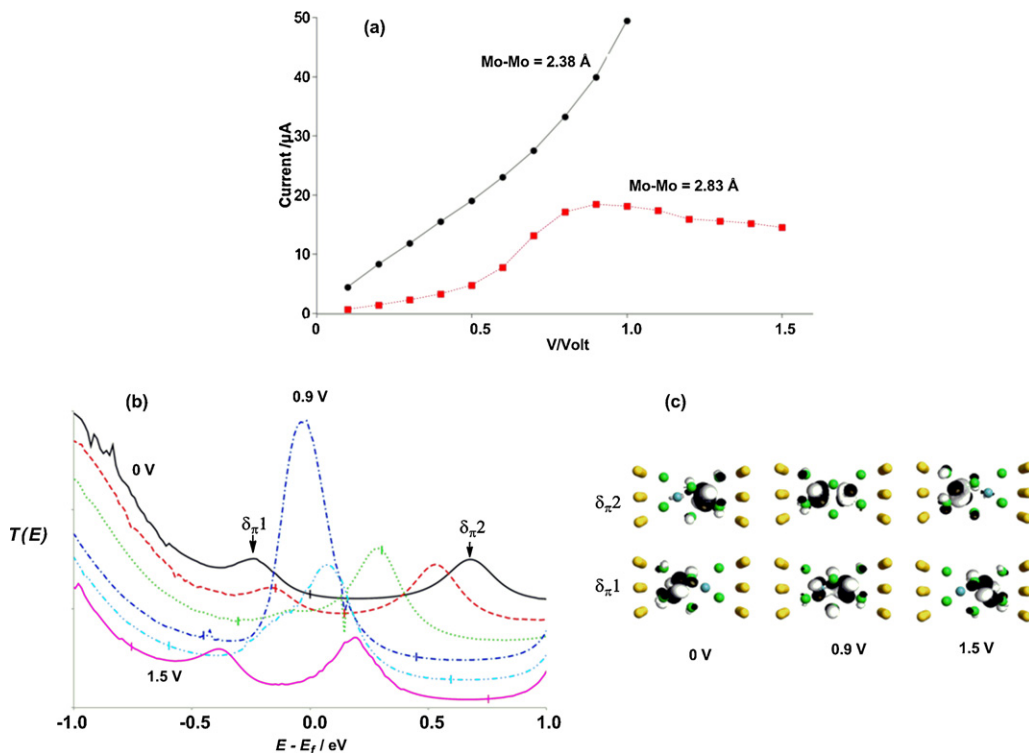 (a)
50
40
30
20
10
0
Current /µA
Mo-Mo = 2.38 Å
Mo-Mo = 2.83 Å
0
0.5
1.0
1.5
V/Volt
(b)
0.9 V
0 V
δπ1
δπ2
T(E)
1.5 V
-1.0
-0.5
0.0
0.5
1.0
E - Ef / eV
(c)
δπ2
δπ1
0 V
0.9 V
1.5 V